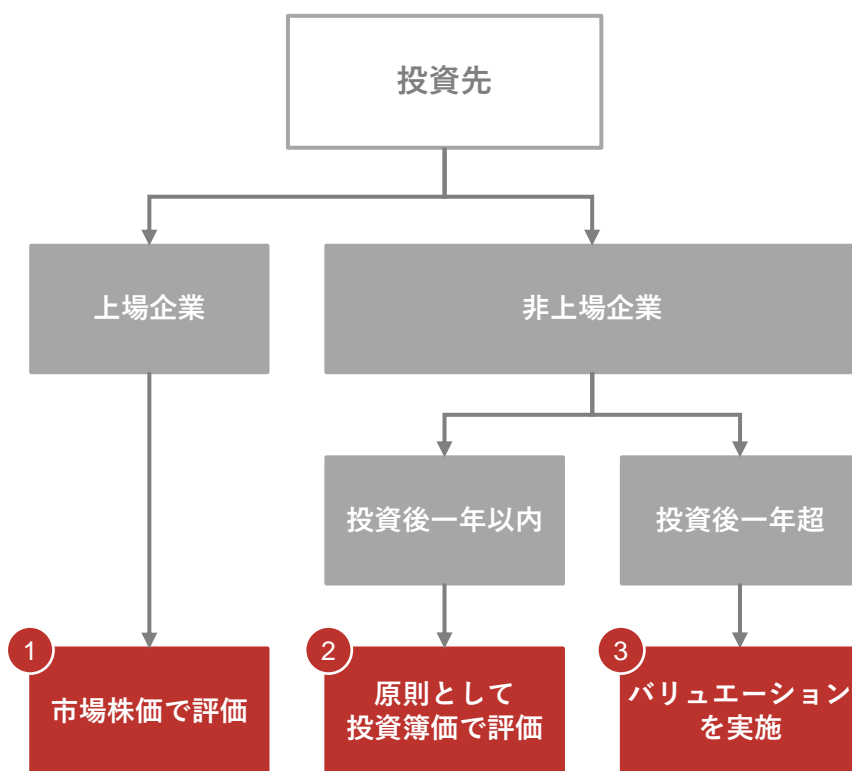 投資先
上場企業
非上場企業
投資後一年以内
投資後一年超
1
市場株価で評価
2
原則として
投資簿価で評価
3
バリュエーション
を実施